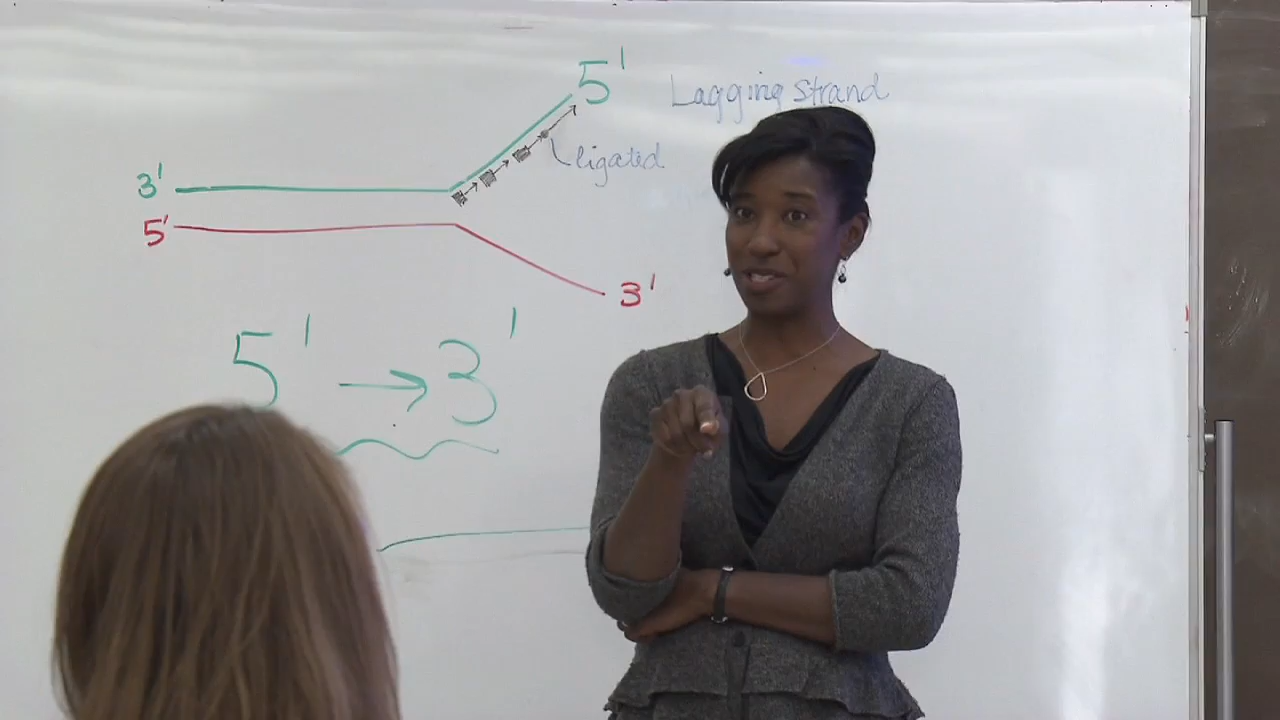 5'
Lagging strand
ligated
3'
5'
3'
5' → 3'